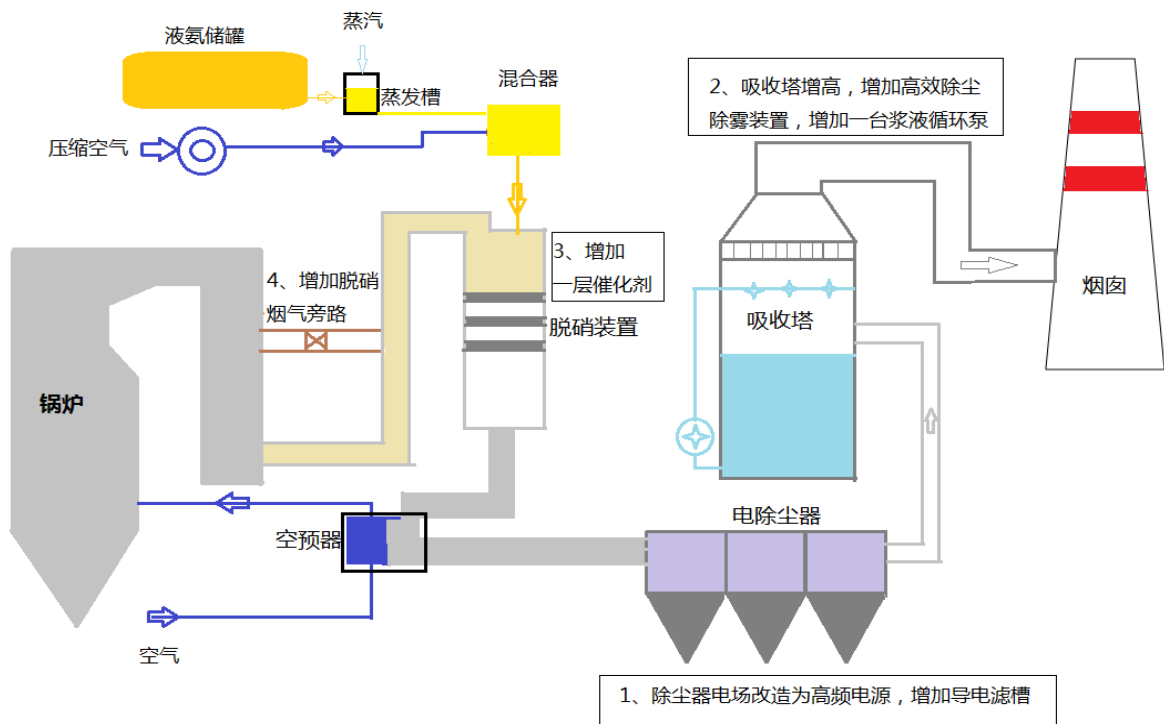 蒸汽
液氨储罐
混合器
蒸发槽
压缩空气
2、吸收塔增高，增加高效除尘
除雾装置，增加一台浆液循环泵
3、增加
一层催化剂
4、增加脱硝
烟气旁路
脱硝装置
吸收塔
烟囱
锅炉
空预器
电除尘器
空气
1、除尘器电场改造为高频电源，增加导电滤槽